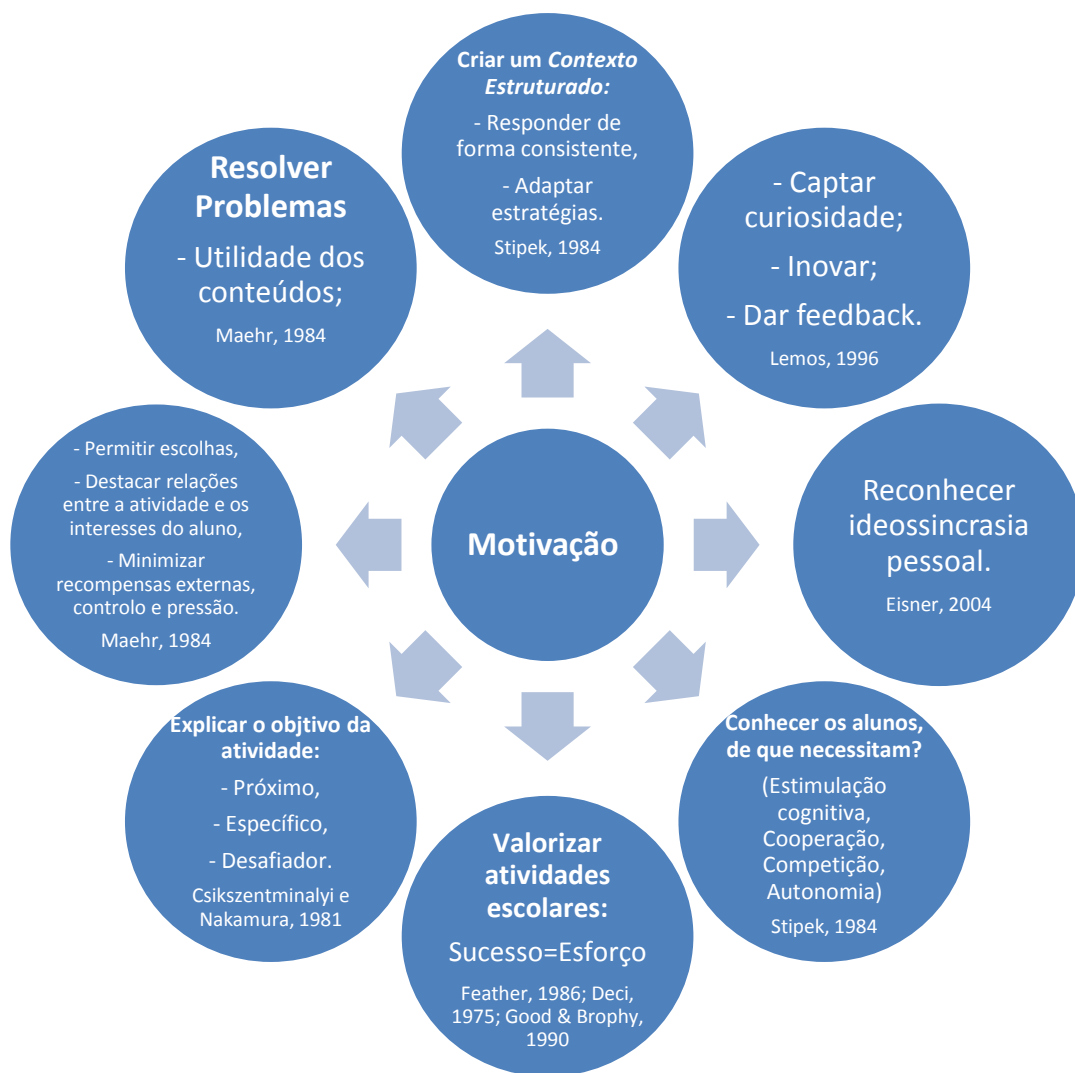 Criar um Contexto
Estruturado:
- Responder de
forma consistente,
- Adaptar
estratégias.
Stipek, 1984
- Captar
curiosidade;
- Inovar;
- Dar feedback.
Lemos, 1996
Reconhecer
ideossincrasia
pessoal.
Eisner, 2004
Conhecer os alunos,
de que necessitam?
(Estimulação
cognitiva,
Cooperação,
Competição,
Autonomia)
Stipek, 1984
Valorizar
atividades
escolares:
Sucesso=Esforço
Feather, 1986; Deci,
1975; Good & Brophy,
1990
Explicar o objtivo da
atividade:
- Próximo,
- Específico,
- Desafiador.
Csikszentminalyi e
Nakamura, 1981
- Permitir escolhas,
- Destacar relações
entre a atividade e os
interesses do aluno,
- Minimizar
recompensas externas,
controlo e pressão.
Maehr, 1984
Resolver
Problemas
- Utilidade dos
conteúdos;
Maehr, 1984
Motivação